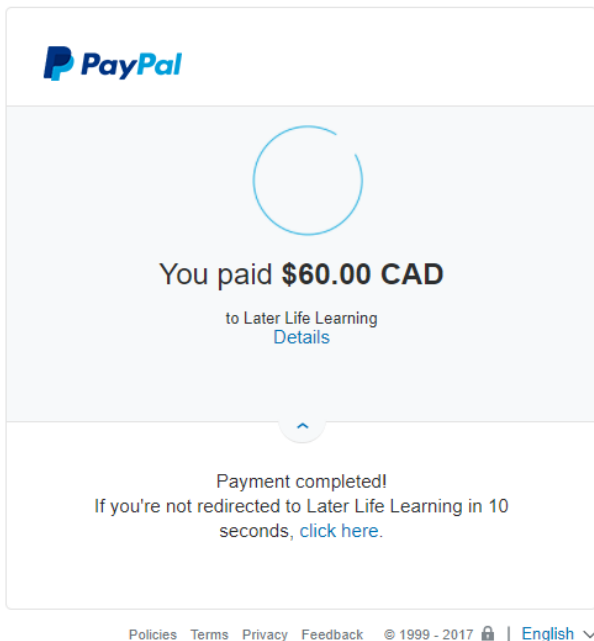 PayPal
You paid $60.00 CAD
to Later Life Learning
Details
Payment completed!
If you're not redirected to Later Life Learning in 10
seconds, click here.
Policies Terms Privacy Feedback © 1999 - 2017 | English